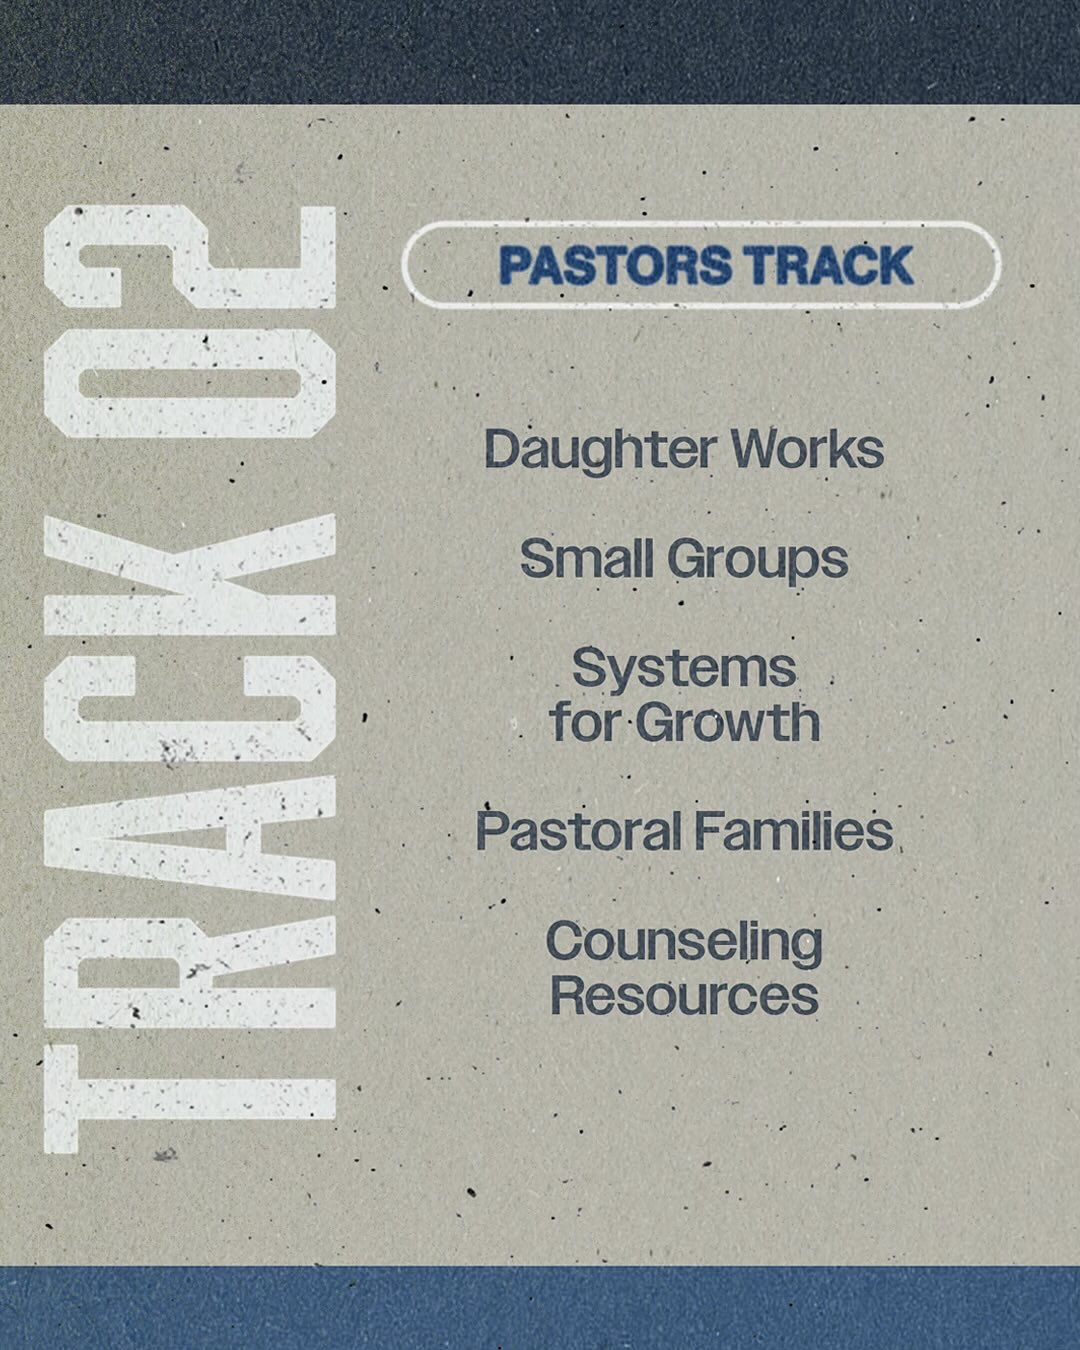 TRACK 02
PASTORS TRACK
Daughter Works
Small Groups
Systems
for Growth
Pastoral Families
Counseling
Resources